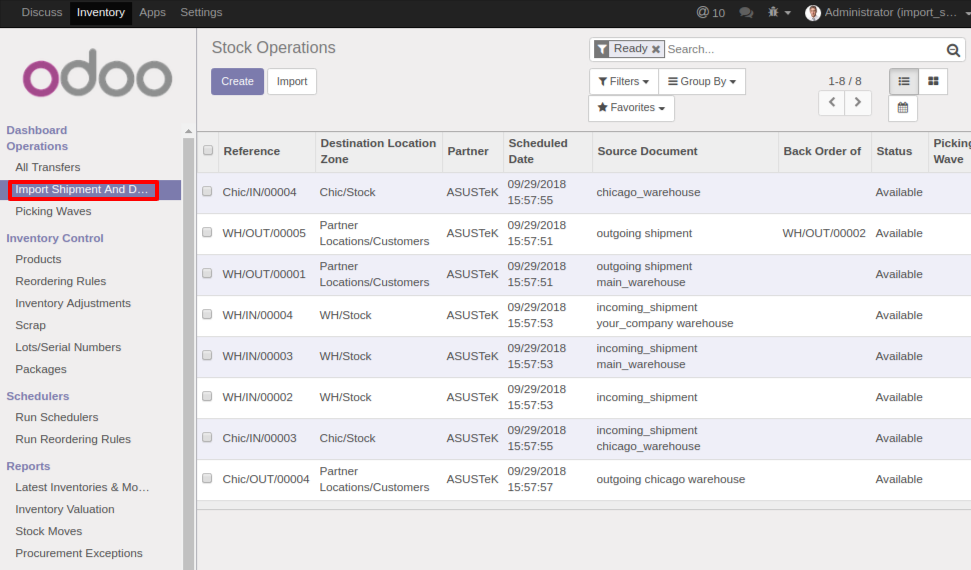 Discuss Inventory Apps Settings @ 10 Administrator (import_s...
odoo
Stock Operations
Ready Search...
Create Import
Filters Group By
1-8 / 8
Favorites
Dashboard
Operations
All Transfers
Import Shipment And D...
Picking Waves
Inventory Control
Products
Reordering Rules
Inventory Adjustments
Scrap
Lots/Serial Numbers
Packages
Schedulers
Run Schedulers
Run Reordering Rules
Reports
Latest Inventories & Mo...
Inventory Valuation
Stock Moves
Procurement Exceptions
Reference Destination Location Zone Partner Scheduled Date Source Document Back Order of Status Picking Wave
Chic/IN/00004 Chic/Stock ASUSTeK 09/29/2018 15:57:55 chicago_warehouse Available
WH/OUT/00005 Partner Locations/Customers ASUSTeK 09/29/2018 15:57:51 outgoing shipment WH/OUT/00002 Available
WH/OUT/00001 Partner Locations/Customers ASUSTeK 09/29/2018 15:57:51 outgoing shipment main_warehouse Available
WH/IN/00004 WH/Stock ASUSTeK 09/29/2018 15:57:53 incoming_shipment your_company warehouse Available
WH/IN/00003 WH/Stock ASUSTeK 09/29/2018 15:57:53 incoming_shipment main_warehouse Available
WH/IN/00002 WH/Stock ASUSTeK 09/29/2018 15:57:53 incoming_shipment Available
Chic/IN/00003 Chic/Stock ASUSTeK 09/29/2018 15:57:55 incoming_shipment chicago_warehouse Available
Chic/OUT/00004 Partner Locations/Customers ASUSTeK 09/29/2018 15:57:57 outgoing chicago warehouse Available